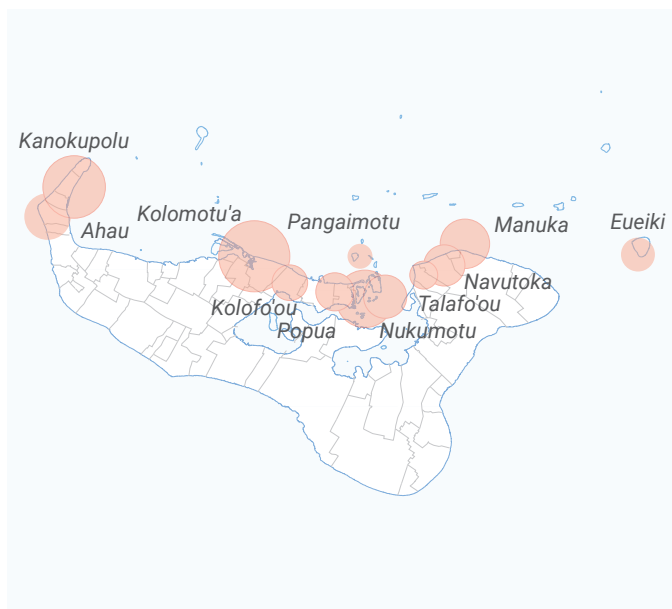 Kanokupolu
Kolomotu'a
Pangaimotu
Manuka
Eueiki
Ahau
Navutoka
Kolofo'ou
Talafo'ou
Popua
Nukumotu